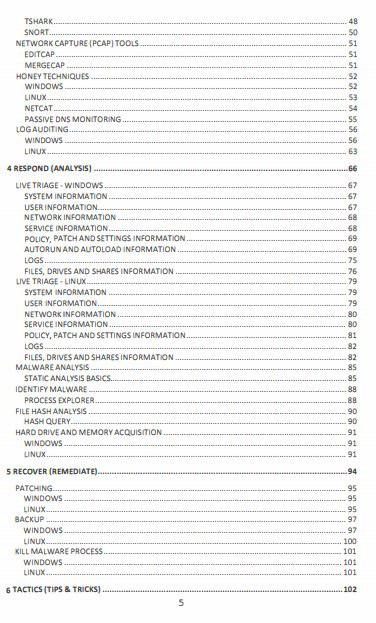 TSHARK 48
SNORT 50
NETWORK CAPTURE (PCAP) TOOLS 51
EDITCAP 51
MERGECAP 51
HONEY TECHNIQUES 52
WINDOWS 52
LINUX 53
NETCAT 54
PASSIVE DNS MONITORING 55
LOG AUDITING 56
WINDOWS 56
LINUX 63
4 RESPOND (ANALYSIS) 66
LIVE TRIAGE - WINDOWS 67
SYSTEM INFORMATION 67
USER INFORMATION 67
NETWORK INFORMATION 68
SERVICE INFORMATION 68
POLICY, PATCH AND SETTINGS INFORMATION 69
AUTORUN AND AUTOLOAD INFORMATION 69
LOGS 75
FILES, DRIVES AND SHARES INFORMATION 76
LIVE TRIAGE - LINUX 79
SYSTEM INFORMATION 79
USER INFORMATION 79
NETWORK INFORMATION 80
SERVICE INFORMATION 80
POLICY, PATCH AND SETTINGS INFORMATION 81
LOGS 82
FILES, DRIVES AND SHARES INFORMATION 82
MALWARE ANALYSIS 85
STATIC ANALYSIS BASICS 85
IDENTIFY MALWARE 88
PROCESS EXPLORER 88
FILE HASH ANALYSIS 90
HASH QUERY 90
HARD DRIVE AND MEMORY ACQUISITION 91
WINDOWS 91
LINUX 91
5 RECOVER (REMEDIATE) 94
PATCHING 95
WINDOWS 95
LINUX 95
BACKUP 97
WINDOWS 97
LINUX 100
KILL MALWARE PROCESS 101
WINDOWS 101
LINUX 101
6 TACTICS (TIPS & TRICKS) 102
5